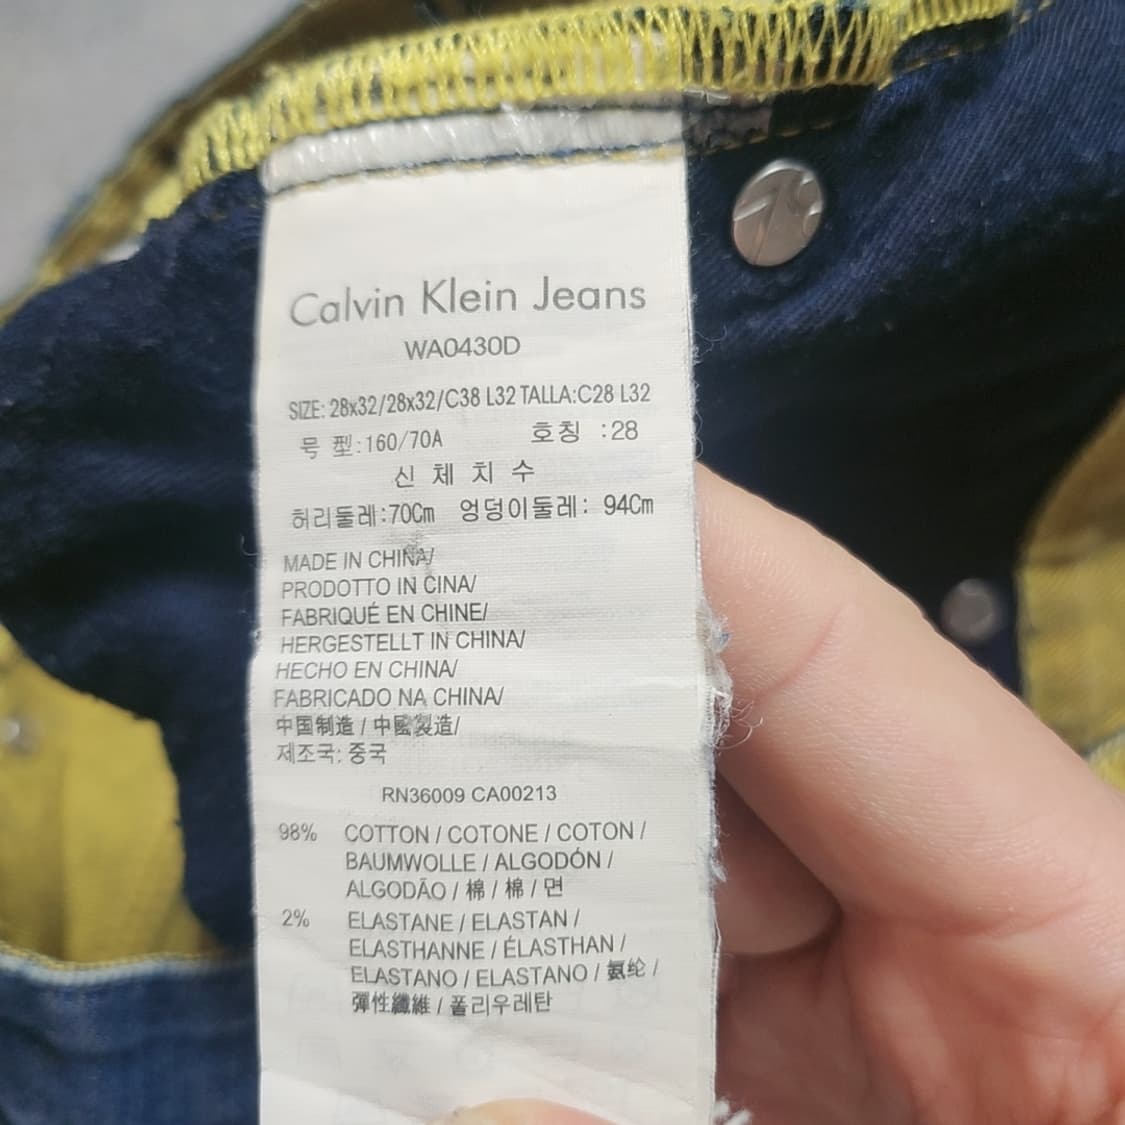 Calvin Klein Jeans
WA0430D
SIZE: 28x32/28x32/C38 L32 TALLA:C28 L32
号 型:160/70A 호칭 :28
신 체 치 수
허리둘레:70Cm 엉덩이둘레: 94Cm
MADE IN CHINA/
PRODOTTO IN CINA/
FABRIQUÉ EN CHINE/
HERGESTELLT IN CHINA/
HECHO EN CHINA/
FABRICADO NA CHINA/
中国制造 / 中國製造/
제조국: 중국
RN36009 CA00213
98% COTTON / COTONE / COTON /
BAUMWOLLE / ALGODÓN /
ALGODÃO / 棉 / 棉 / 면
2% ELASTANE / ELASTAN /
ELASTHANNE / ÉLASTHAN /
ELASTANO / ELASTANO / 氨纶 /
彈性纖維 / 폴리우레탄